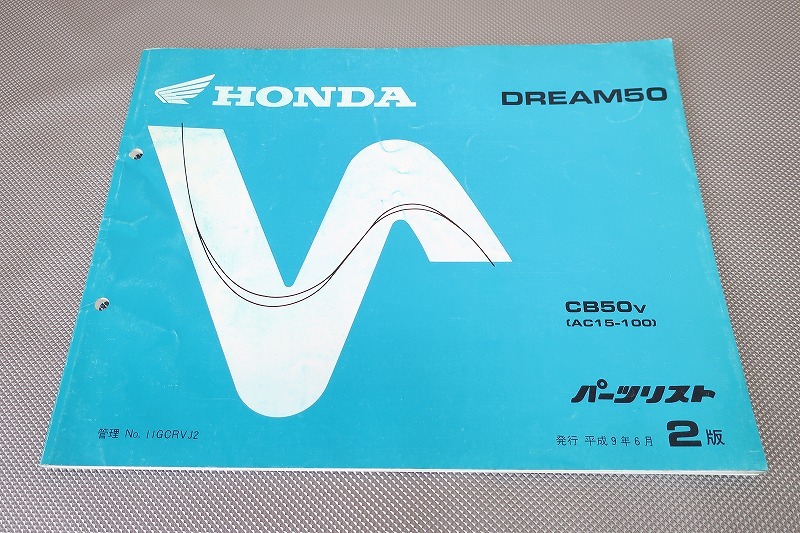 HONDA
DREAM50
CB50V
(AC15-100)
パーツリスト
管理 No. 11GCRVJ2
発行 平成9年6月 2版